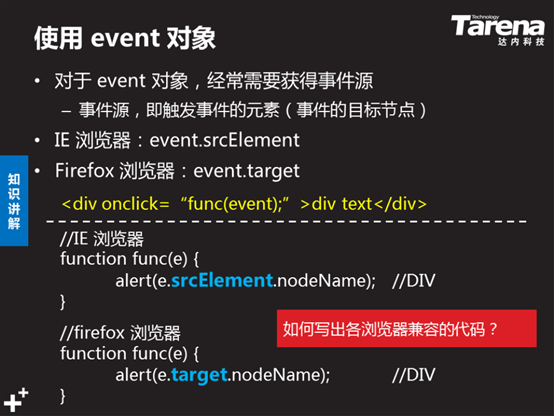 使用 event 对象
Technology
Tarena
达内科技
• 对于 event 对象，经常需要获得事件源
– 事件源，即触发事件的元素（事件的目标节点）
• IE 浏览器：event.srcElement
• Firefox 浏览器：event.target
知识讲解
<div onclick=“func(event);”>div text</div>
//IE 浏览器
function func(e) {
alert(e.srcElement.nodeName); //DIV
}
//firefox 浏览器
如何写出各浏览器兼容的代码？
function func(e) {
alert(e.target.nodeName); //DIV
}